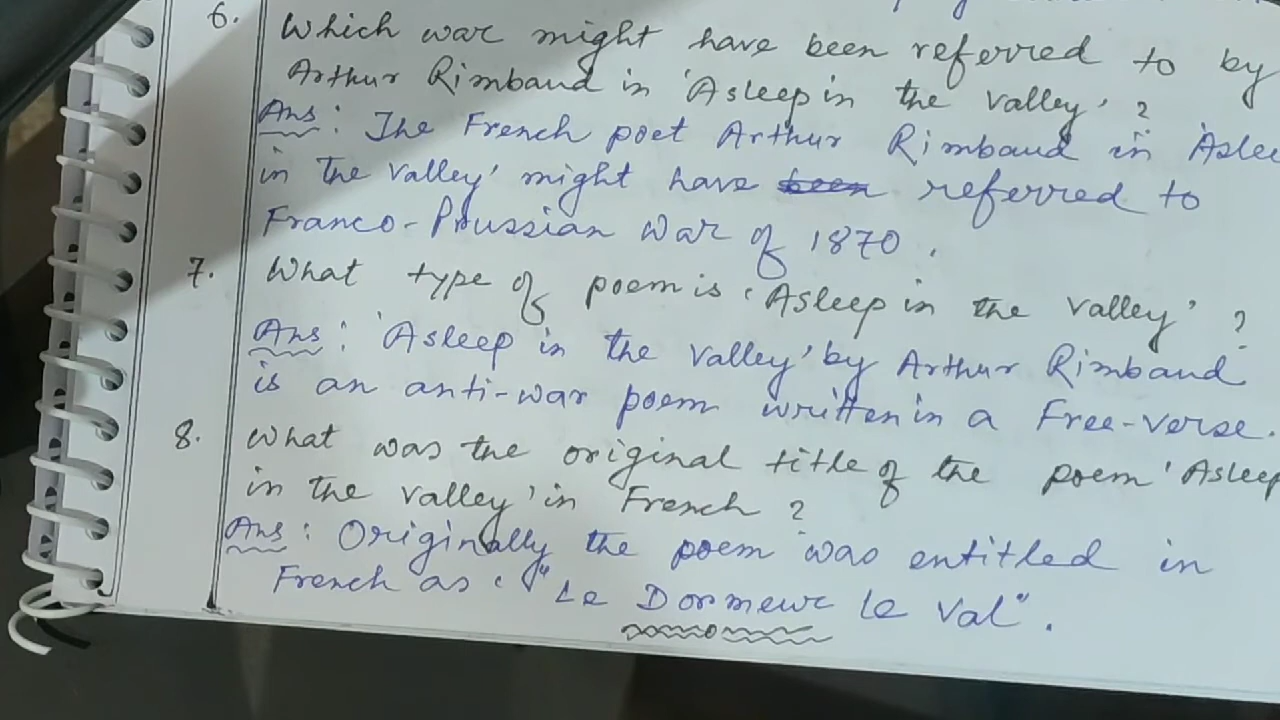 6. Which war might have been referred to by
Arthur Rimbaud in 'Asleep in the valley' ?
Ans : The French poet Arthur Rimbaud in 'Aslee
in the valley' might have been referred to
Franco-Prussian War of 1870.
7. What type of poem is 'Asleep in the valley' ?
Ans : 'Asleep in the valley' by Arthur Rimbaud
is an anti-war poem written in a Free-verse.
8. What was the original title of the poem 'Asleep
in the valley' in French ?
Ans : Originally the poem was entitled in
French as : "Le Dormeur le Val".